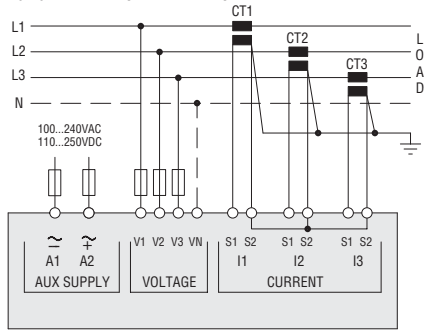 CT1
L1
L2
CT2
L
O
A
D
L3
CT3
N
100...240VAC
110...250VDC
V1 V2 V3 VN S1 S2 S1 S2 S1 S2
A1 A2 I1 I2 I3
AUX SUPPLY VOLTAGE CURRENT